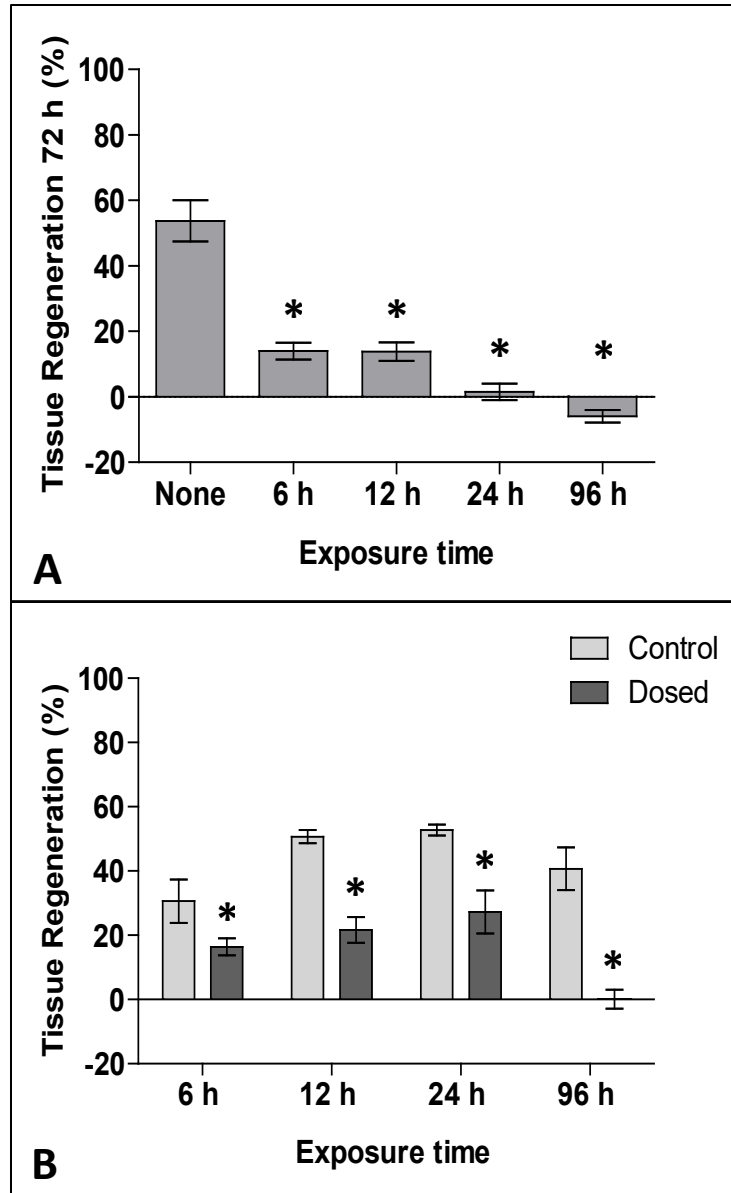 Tissue Regeneration 72 h (%)
100
80
60
40
20
0
-20
* * * *
None 6 h 12 h 24 h 96 h
Exposure time
A
Control
Dosed
Tissue Regeneration (%)
100
80
60
40
20
0
-20
* * * *
6 h 12 h 24 h 96 h
Exposure time
B